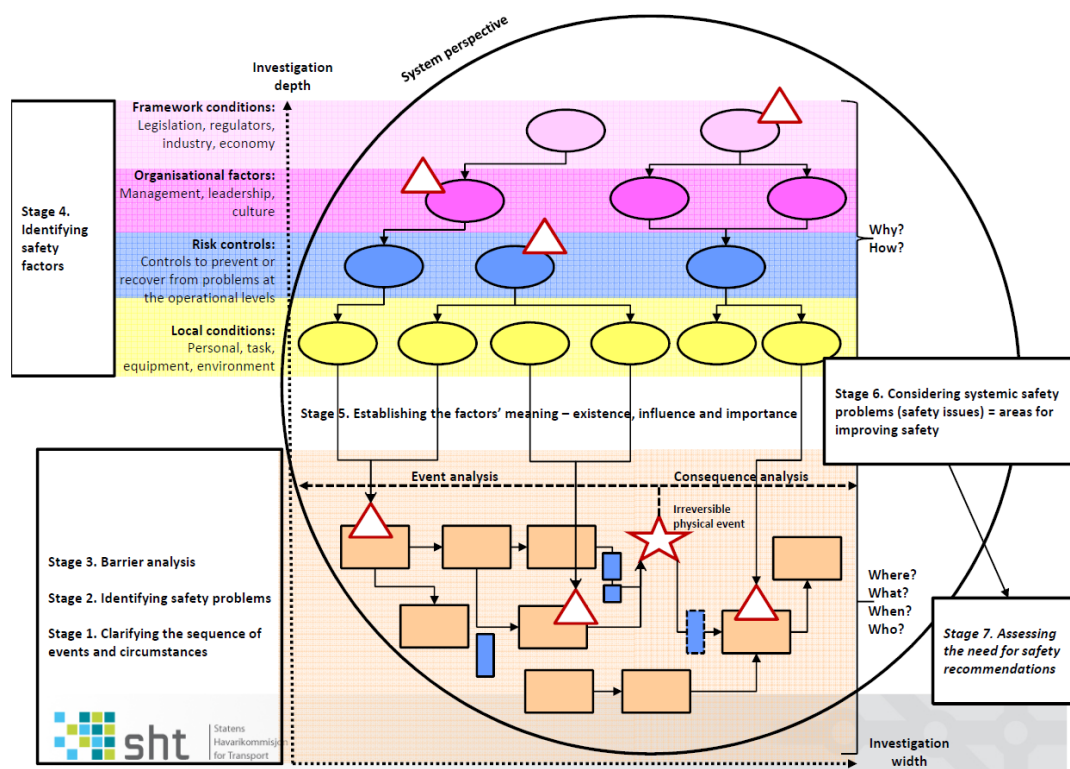 System perspective
Investigation
depth
Framework conditions:
Legislation, regulators,
industry, economy
Organisational factors:
Management, leadership,
culture
Stage 4.
Identifying
safety
factors
Risk controls:
Controls to prevent or
recover from problems at
the operational levels
Why?
How?
Local conditions:
Personal, task,
equipment, environment
Stage 5. Establishing the factors' meaning – existence, influence and importance
Stage 6. Considering systemic safety
problems (safety issues) = areas for
improving safety
Event analysis
Consequence analysis
Irreversible
physical event
Stage 3. Barrier analysis
Stage 2. Identifying safety problems
Stage 1. Clarifying the sequence of
events and circumstances
Where?
What?
When?
Who?
Stage 7. Assessing
the need for safety
recommendations
sht
Statens
Havarikommisjon
for Transport
Investigation
width